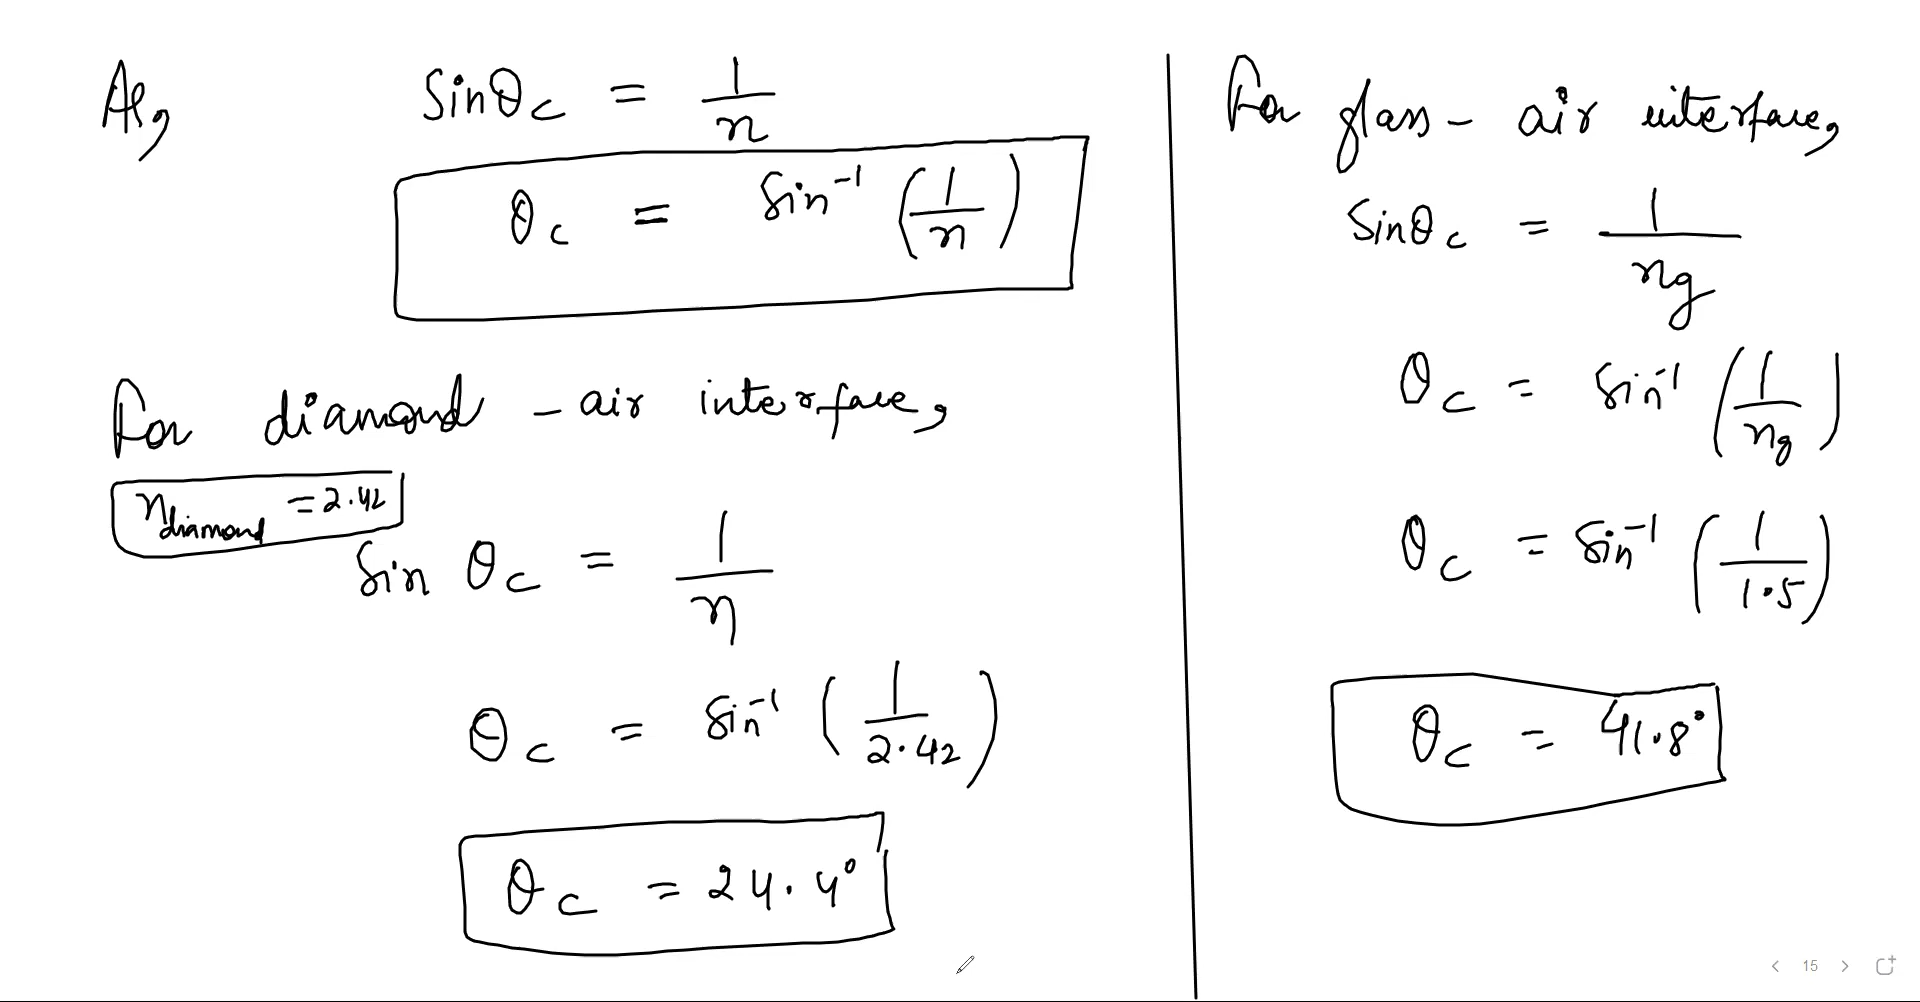 As,
Sinθc = 1/n
θc = Sin⁻¹ (1/n)
For diamond - air interface,
n diamond = 2.42
Sin θc = 1/n
θc = Sin⁻¹ (1/2.42)
θc = 24.4°
For glass - air interface,
Sinθc = 1/ng
θc = Sin⁻¹ (1/ng)
θc = Sin⁻¹ (1/1.5)
θc = 41.8°
< 15 >